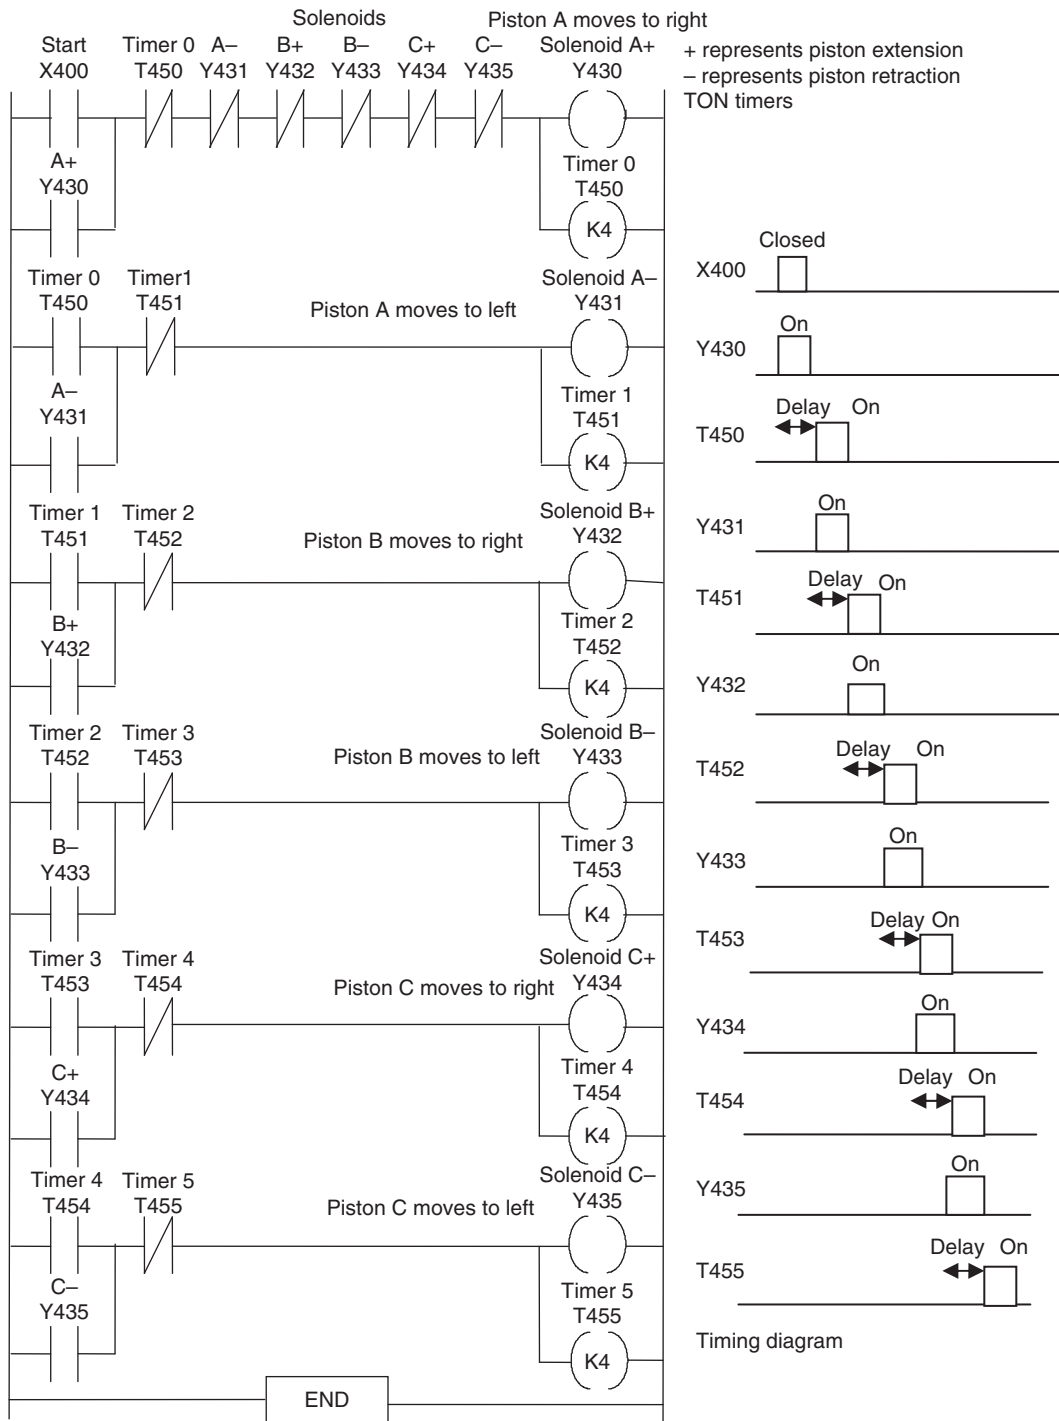 Solenoids
Piston A moves to right
Start
X400
Timer 0
T450
A–
Y431
B+
Y432
B–
Y433
C+
Y434
C–
Y435
Solenoid A+
Y430
+ represents piston extension
– represents piston retraction
TON timers
A+
Y430
Timer 0
T450
K4
Timer 0
T450
Timer1
T451
Piston A moves to left
Solenoid A–
Y431
A–
Y431
Timer 1
T451
K4
Timer 1
T451
Timer 2
T452
Piston B moves to right
Solenoid B+
Y432
B+
Y432
Timer 2
T452
K4
Timer 2
T452
Timer 3
T453
Piston B moves to left
Solenoid B–
Y433
B–
Y433
Timer 3
T453
K4
Timer 3
T453
Timer 4
T454
Piston C moves to right
Solenoid C+
Y434
C+
Y434
Timer 4
T454
K4
Timer 4
T454
Timer 5
T455
Piston C moves to left
Solenoid C–
Y435
C–
Y435
Timer 5
T455
K4
END
Closed
X400
On
Y430
Delay On
T450
On
Y431
Delay On
T451
On
Y432
Delay On
T452
On
Y433
Delay On
T453
On
Y434
Delay On
T454
On
Y435
Delay On
T455
Timing diagram